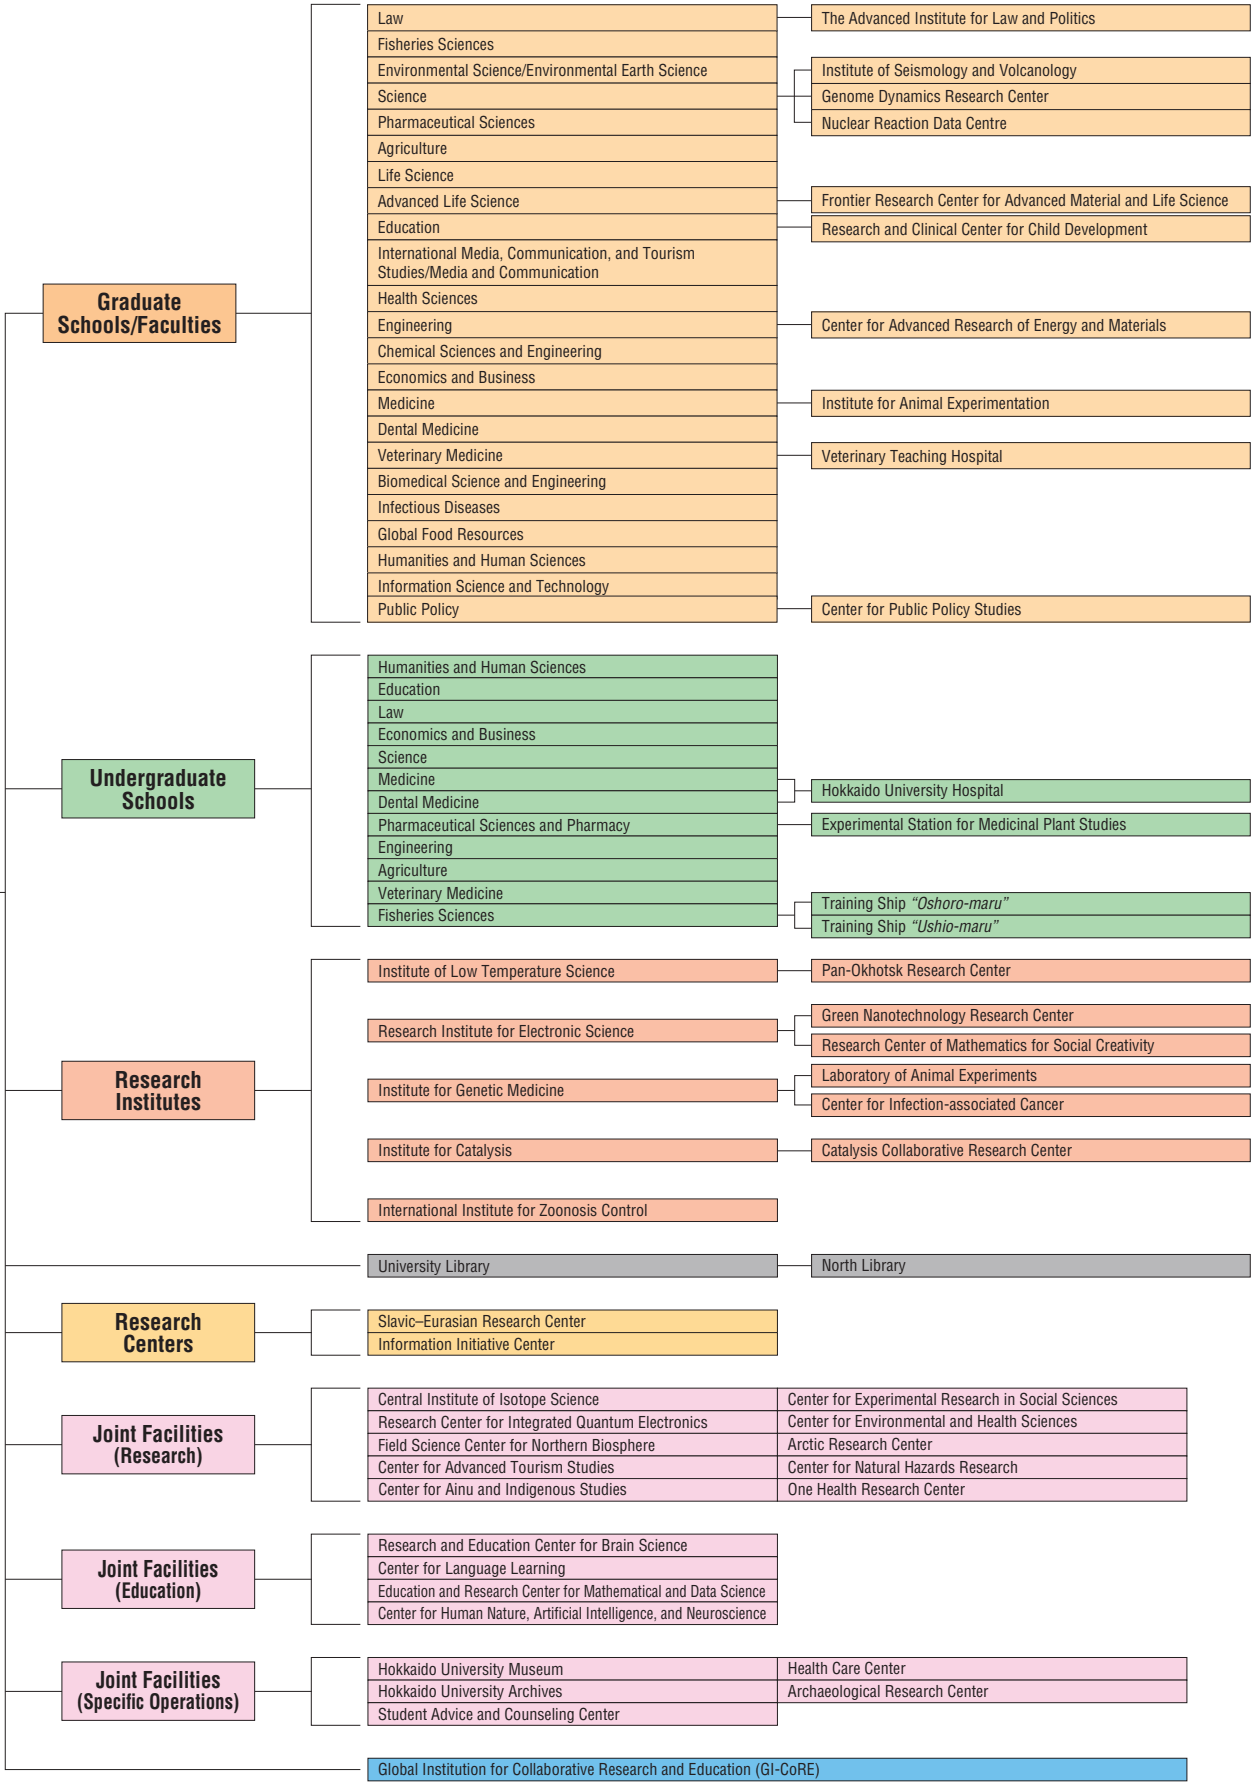 Graduate
Schools/Faculties
Law
The Advanced Institute for Law and Politics
Fisheries Sciences
Environmental Science/Environmental Earth Science
Institute of Seismology and Volcanology
Science
Genome Dynamics Research Center
Pharmaceutical Sciences
Nuclear Reaction Data Centre
Agriculture
Life Science
Advanced Life Science
Frontier Research Center for Advanced Material and Life Science
Education
Research and Clinical Center for Child Development
International Media, Communication, and Tourism
Studies/Media and Communication
Health Sciences
Engineering
Center for Advanced Research of Energy and Materials
Chemical Sciences and Engineering
Economics and Business
Medicine
Institute for Animal Experimentation
Dental Medicine
Veterinary Medicine
Veterinary Teaching Hospital
Biomedical Science and Engineering
Infectious Diseases
Global Food Resources
Humanities and Human Sciences
Information Science and Technology
Public Policy
Center for Public Policy Studies
Undergraduate
Schools
Humanities and Human Sciences
Education
Law
Economics and Business
Science
Medicine
Hokkaido University Hospital
Dental Medicine
Pharmaceutical Sciences and Pharmacy
Experimental Station for Medicinal Plant Studies
Engineering
Agriculture
Veterinary Medicine
Fisheries Sciences
Training Ship “Oshoro-maru”
Training Ship “Ushio-maru”
Research
Institutes
Institute of Low Temperature Science
Pan-Okhotsk Research Center
Research Institute for Electronic Science
Green Nanotechnology Research Center
Research Center of Mathematics for Social Creativity
Institute for Genetic Medicine
Laboratory of Animal Experiments
Center for Infection-associated Cancer
Institute for Catalysis
Catalysis Collaborative Research Center
International Institute for Zoonosis Control
University Library
North Library
Research
Centers
Slavic–Eurasian Research Center
Information Initiative Center
Joint Facilities
(Research)
Central Institute of Isotope Science
Center for Experimental Research in Social Sciences
Research Center for Integrated Quantum Electronics
Center for Environmental and Health Sciences
Field Science Center for Northern Biosphere
Arctic Research Center
Center for Advanced Tourism Studies
Center for Natural Hazards Research
Center for Ainu and Indigenous Studies
One Health Research Center
Joint Facilities
(Education)
Research and Education Center for Brain Science
Center for Language Learning
Education and Research Center for Mathematical and Data Science
Center for Human Nature, Artificial Intelligence, and Neuroscience
Joint Facilities
(Specific Operations)
Hokkaido University Museum
Health Care Center
Hokkaido University Archives
Archaeological Research Center
Student Advice and Counseling Center
Global Institution for Collaborative Research and Education (GI-CoRE)